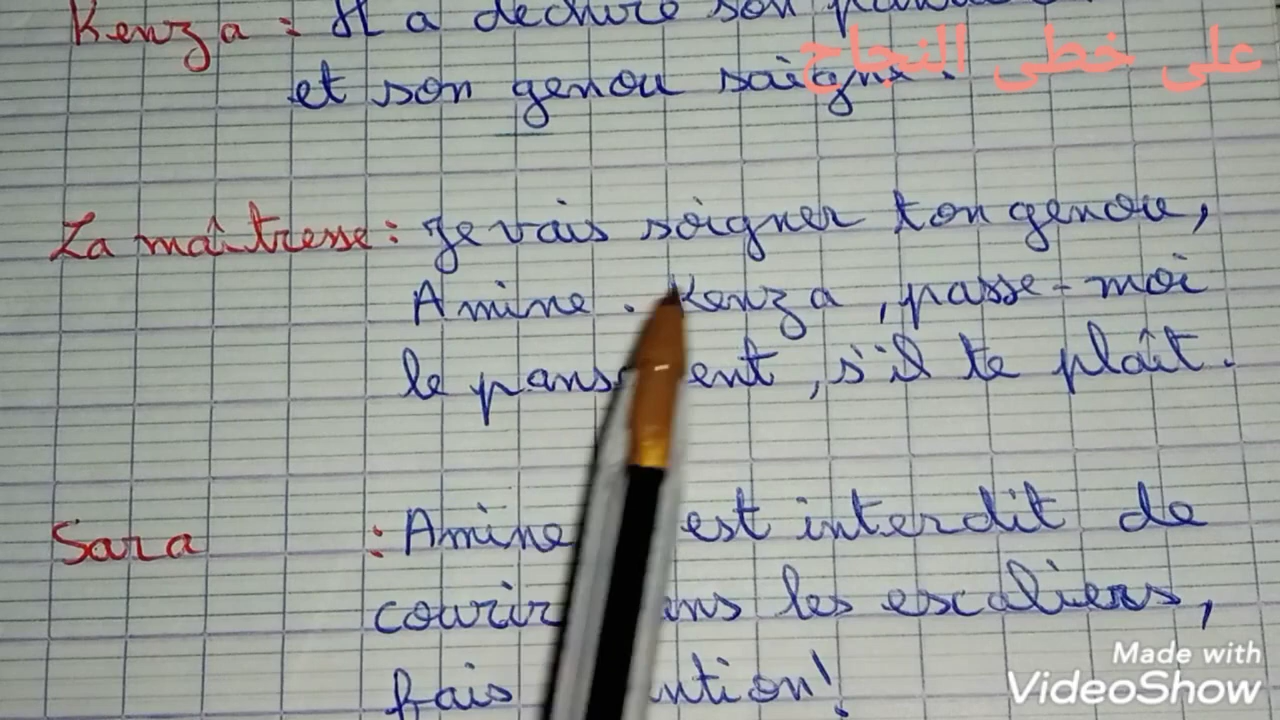 Kenza : Il a déchiré son
على خطى النجاح
et son genou saigne.
La maîtresse : Je vais soigner ton genou,
Amine. Kenza, passe-moi
le pans ent, s'il te plaît.
Sara : Amine est interdit de
courir ans les escaliers,
fais ntion!
Made with
VideoShow